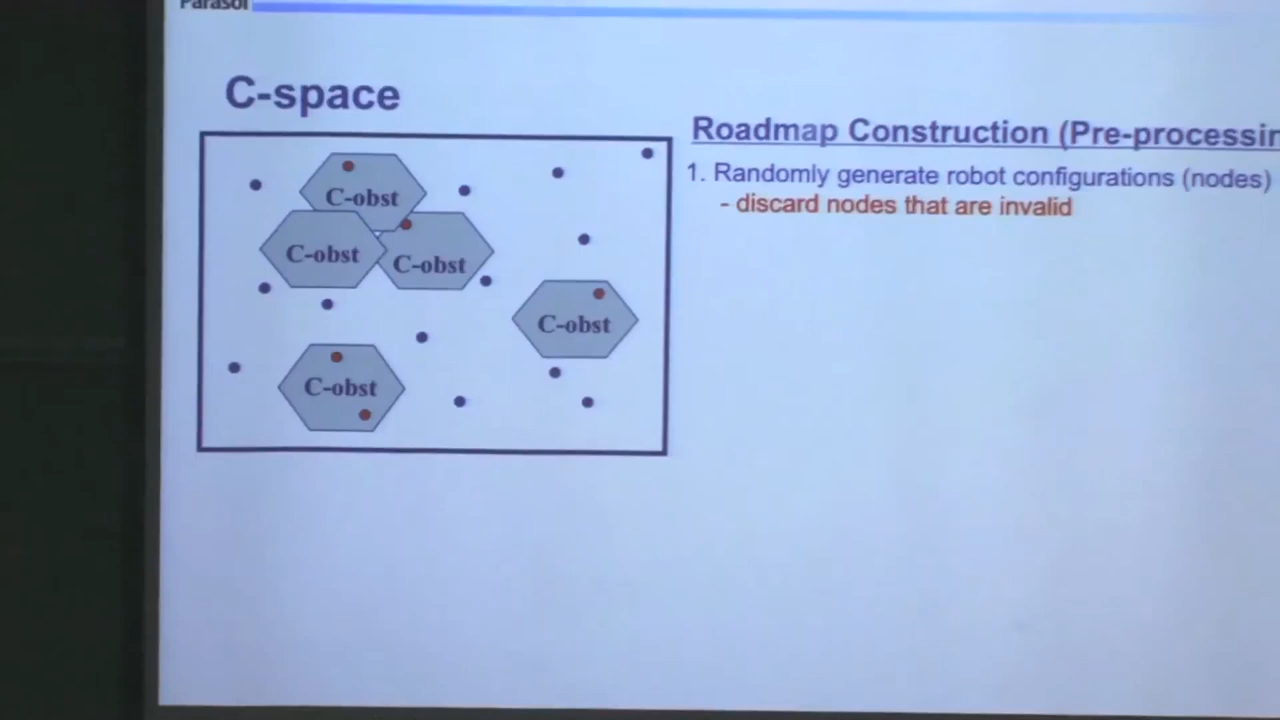 Parasol
C-space
Roadmap Construction (Pre-processin
1. Randomly generate robot configurations (nodes)
- discard nodes that are invalid
C-obst
C-obst
C-obst
C-obst
C-obst